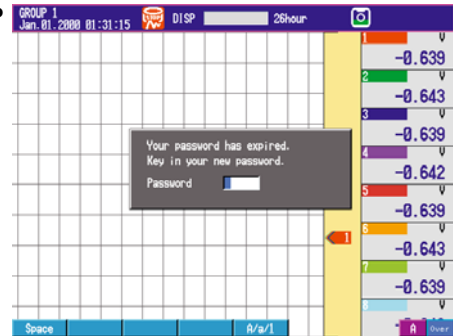 GROUP 1
Jan.01.2000 01:31:15
DISP
26hour
1 V
-0.639
2 V
-0.643
3 V
-0.639
4 V
-0.642
5 V
-0.639
6 V
-0.643
7 V
-0.639
8 V
Your password has expired.
Key in your new password.
Password
1
Space
A/a/1
A
Over